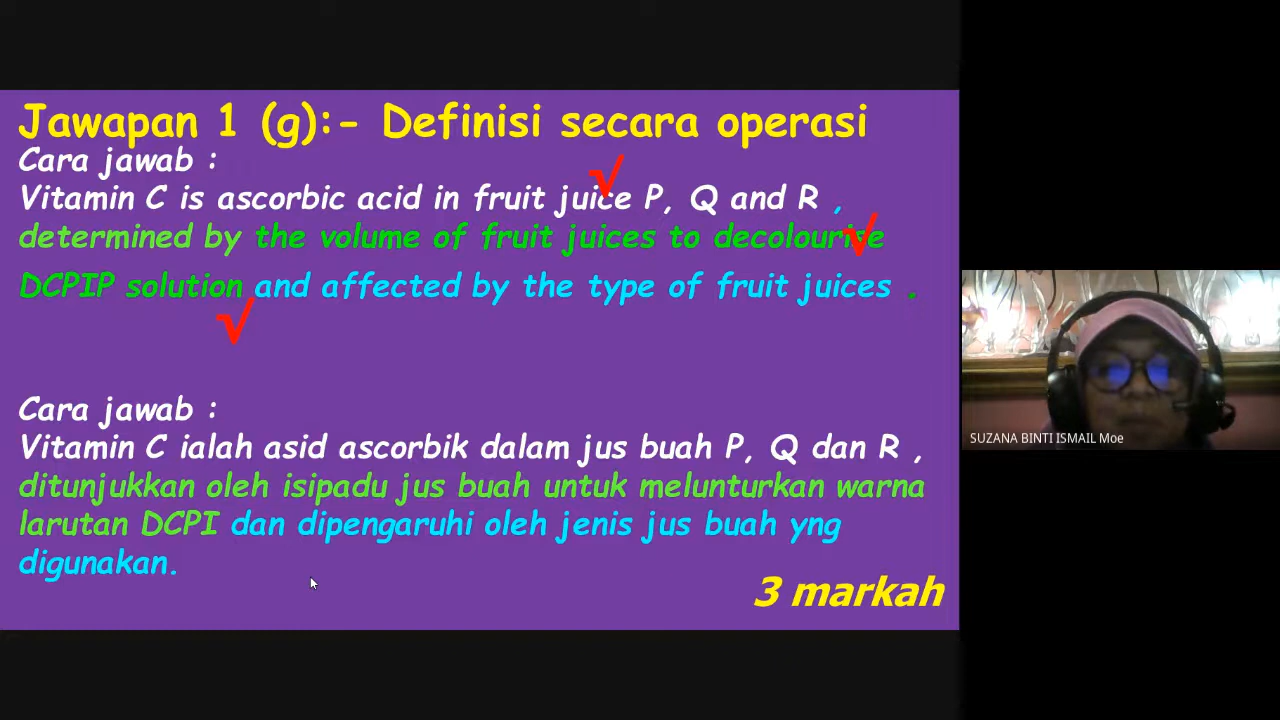 Jawapan 1 (g):- Definisi secara operasi
Cara jawab :
Vitamin C is ascorbic acid in fruit juice P, Q and R ,
determined by the volume of fruit juices to decolourise
DCPIP solution and affected by the type of fruit juices .
Cara jawab :
Vitamin C ialah asid ascorbik dalam jus buah P, Q dan R ,
ditunjukkan oleh isipadu jus buah untuk melunturkan warna
larutan DCPI dan dipengaruhi oleh jenis jus buah yng
digunakan.
3 markah
SUZANA BINTI ISMAIL Moe